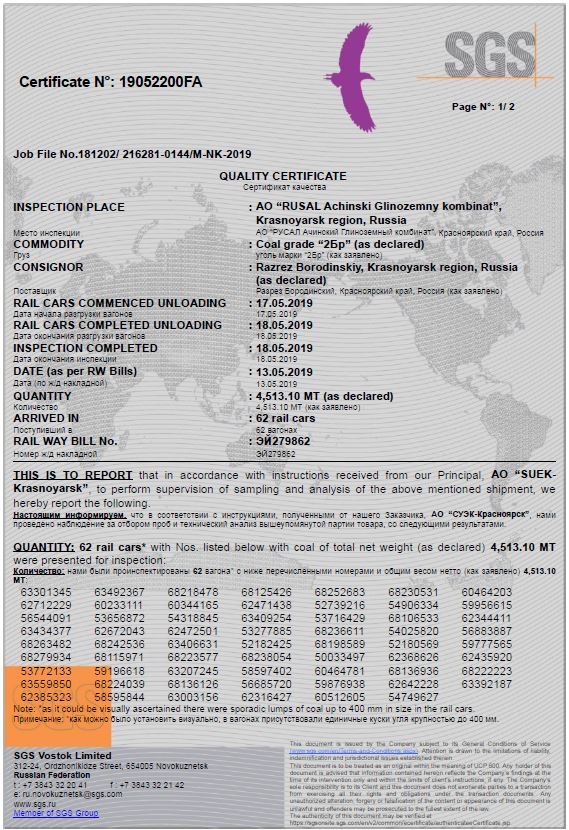 SGS
Certificate N°: 19052200FA
Page N°: 1/ 2
Job File No.181202/ 216281-0144/M-NK-2019
QUALITY CERTIFICATE
Сертификат качества
INSPECTION PLACE : АО “RUSAL Achinski Glinozemny kombinat”,
Krasnoyarsk region, Russia
Место инспекции АО “РУСАЛ Ачинский Глиноземный комбинат”, Красноярский край, Россия
COMMODITY : Coal grade “2Бр” (as declared)
Груз уголь марки “2Бр” (как заявлено)
CONSIGNOR : Razrez Borodinskiy, Krasnoyarsk region, Russia
(as declared)
Поставщик Разрез Бородинский, Красноярский край, Россия (как заявлено)
RAIL CARS COMMENCED UNLOADING : 17.05.2019
Дата начала разгрузки вагонов 17.05.2019
RAIL CARS COMPLETED UNLOADING : 18.05.2019
Дата окончания разгрузки вагонов 18.05.2019
INSPECTION COMPLETED : 18.05.2019
Дата окончания инспекции 18.05.2019
DATE (as per RW Bills) : 13.05.2019
Дата (по ж/д накладной) 13.05.2019
QUANTITY : 4,513.10 MT (as declared)
Количество 4,513.10 МТ (как заявлено)
ARRIVED IN : 62 rail cars
Поступивший в 62 вагонах
RAIL WAY BILL No. : ЭЙ279862
Номер ж/д накладной ЭЙ279862
THIS IS TO REPORT that in accordance with instructions received from our Principal, АО “SUEK-
Krasnoyarsk”, to perform supervision of sampling and analysis of the above mentioned shipment, we
hereby report the following.
Настоящим информируем, что в соответствии с инструкциями, полученными от нашего Заказчика, АО “СУЭК-Красноярск”, нами
проведено наблюдение за отбором проб и технический анализ вышеупомянутой партии товара, со следующими результатами.
QUANTITY: 62 rail cars* with Nos. listed below with coal of total net weight (as declared) 4,513.10 MT
were presented for inspection:
Количество: нами были проинспектированы 62 вагона* с ниже перечисленными номерами и общим весом нетто (как заявлено) 4,513.10
МТ:
63301345 63492367 68218478 68125426 68252683 68230531 60464203
62712229 60233111 60344165 62471438 52739216 54906334 59956615
56544091 53656872 54318845 63409254 53716429 68106533 62344411
63434377 62672043 62472501 53277885 68236611 54025820 56883887
68263482 68242536 63406631 52182425 68198589 52180569 59777565
68279934 68115971 68223577 68238054 50033497 62368626 62435920
53772133 59196618 63207245 58597402 60464781 68136936 68222223
63559850 68224039 68136126 56685720 59876938 62642228 63392187
62385323 58595844 63003156 62316427 60512605 54749627
Note: *as it could be visually ascertained there were sporadic lumps of coal up to 400 mm in size in the rail cars.
Примечание: *как можно было установить визуально, в вагонах присутствовали единичные куски угля крупностью до 400 мм.
SGS Vostok Limited
312-24, Ordzhonikidze Street, 654005 Novokuznetsk
Russian Federation
t: +7 3843 32 20 41 f: +7 3843 32 21 42
e: ru.novokuznetsk@sgs.com
www.sgs.ru
Member of SGS Group
This document is issued by the Company subject to its General Conditions of Service
(www.sgs.com/en/Terms-and-Conditions.aspx). Attention is drawn to the limitations of liability,
indemnification and jurisdictional issues established therein.
This document is to be treated as an original within the meaning of UCP 600. Any holder of this
document is advised that information contained hereon reflects the Company's findings at the
time of its intervention only and within the limits of client's instructions, if any. The Company's
sole responsibility is to its Client and this document does not exonerate parties to a transaction
from exercising all their rights and obligations under the transaction documents. Any
unauthorized alteration, forgery or falsification of the content or appearance of this document is
unlawful and offenders may be prosecuted to the fullest extent of the law.
The authenticity of this document may be verified at
https://sgsonsite.sgs.com/en/v2/common/ecertificate/authenticateeCertificate.jsp